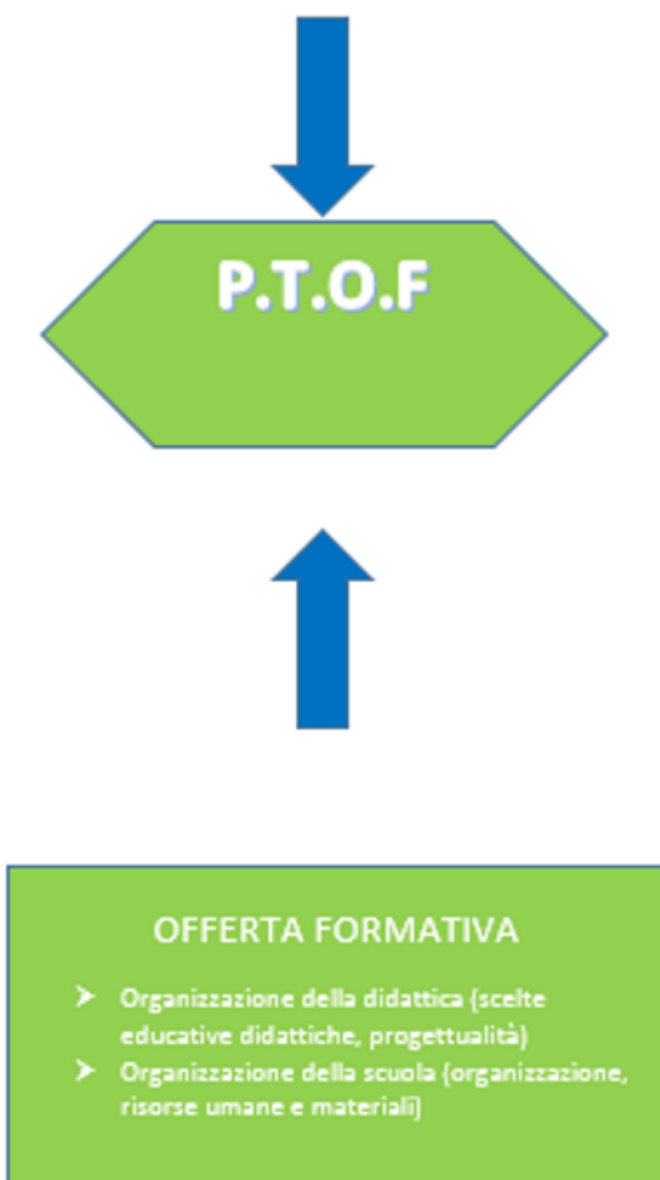 P.T.O.F
OFFERTA FORMATIVA
➤ Organizzazione della didattica (scelte
educative didattiche, progettualità)
➤ Organizzazione della scuola (organizzazione,
risorse umane e materiali)